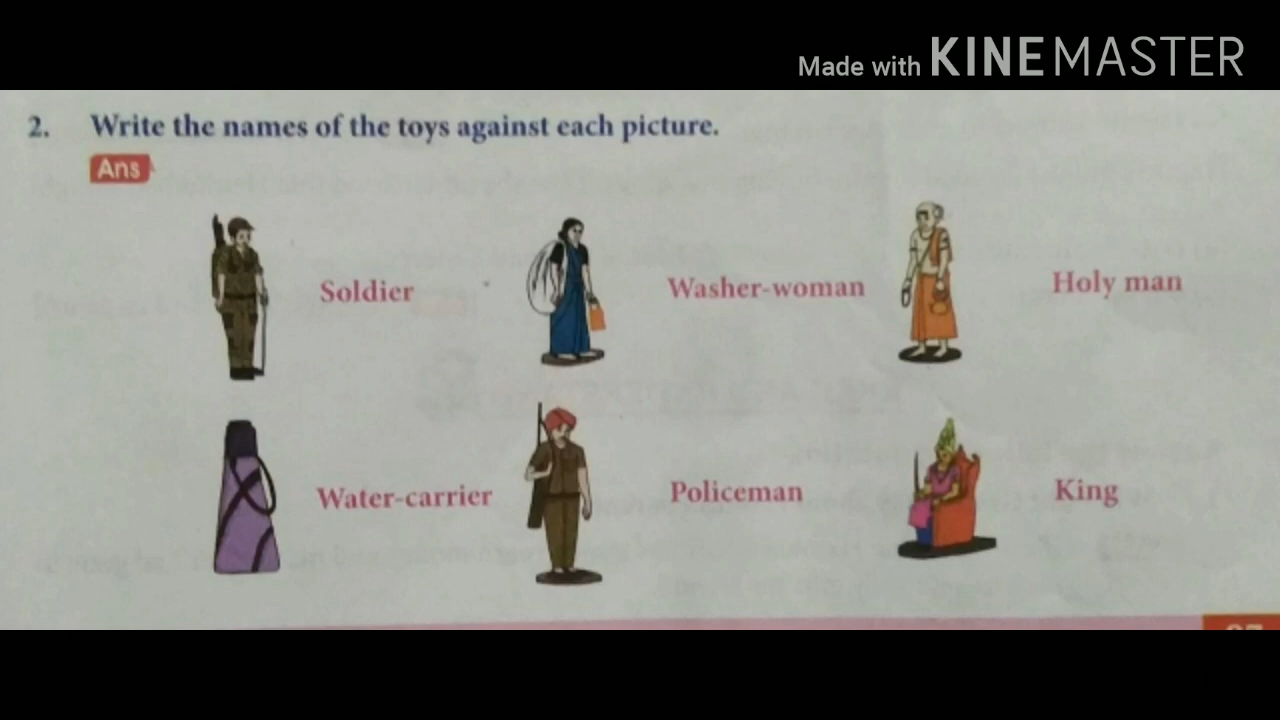 Made with KINEMASTER
2. Write the names of the toys against each picture.
Ans
Soldier
Washer-woman
Holy man
Water-carrier
Policeman
King